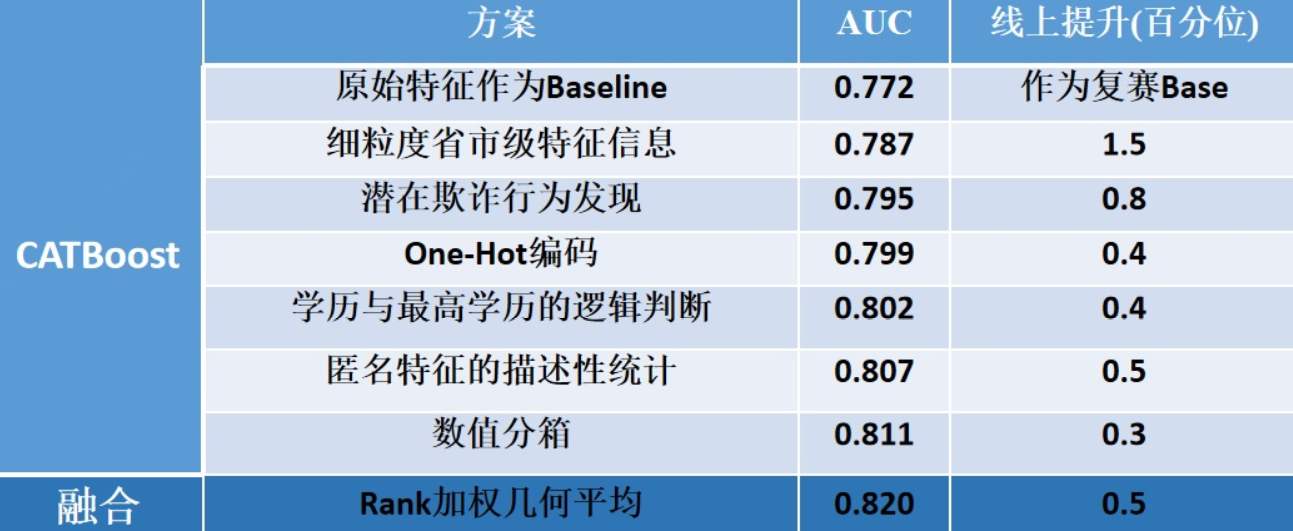 方案 AUC 线上提升(百分位)
原始特征作为Baseline 0.772 作为复赛Base
细粒度省市级特征信息 0.787 1.5
潜在欺诈行为发现 0.795 0.8
CATBoost One-Hot编码 0.799 0.4
学历与最高学历的逻辑判断 0.802 0.4
匿名特征的描述性统计 0.807 0.5
数值分箱 0.811 0.3
融合 Rank加权几何平均 0.820 0.5